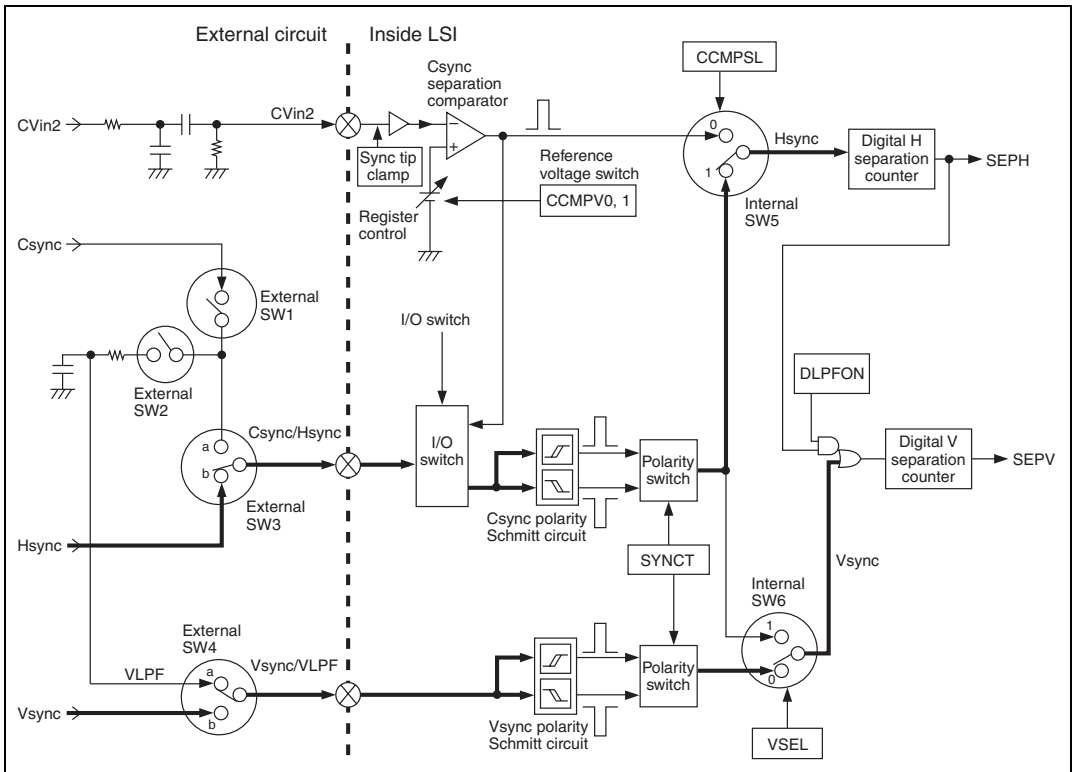 External circuit
Inside LSI
CCMPSL
Csync
separation
comparator
CVin2
CVin2
0
1
Hsync
Digital H
separation
counter
SEPH
Sync tip
clamp
Reference
voltage switch
CCMPV0, 1
Internal
SW5
Register
control
Csync
External
SW1
I/O switch
External
SW2
DLPFON
a
b
Csync/Hsync
I/O
switch
Polarity
switch
Digital V
separation
counter
SEPV
External
SW3
Csync polarity
Schmitt circuit
Hsync
SYNCT
Vsync
Internal
SW6
1
0
External
SW4
VLPF
a
b
Vsync/VLPF
Polarity
switch
Vsync
Vsync polarity
Schmitt circuit
VSEL